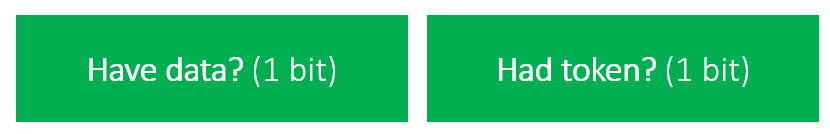 Have data? (1 bit)
Had token? (1 bit)